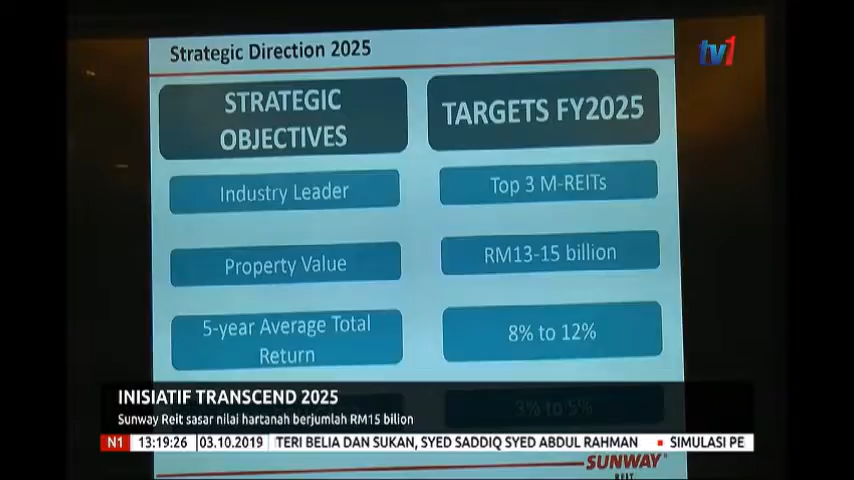 Strategic Direction 2025
tv1
STRATEGIC
OBJECTIVES
TARGETS FY2025
Industry Leader
Top 3 M-REITs
Property Value
RM13-15 billion
5-year Average Total
Return
8% to 12%
3% to 5%
INISIATIF TRANSCEND 2025
Sunway Reit sasar nilai hartanah berjumlah RM15 bilion
N1 13:19:26 03.10.2019 TERI BELIA DAN SUKAN, SYED SADDIQ SYED ABDUL RAHMAN SIMULASI PE
SUNWAY
REIT